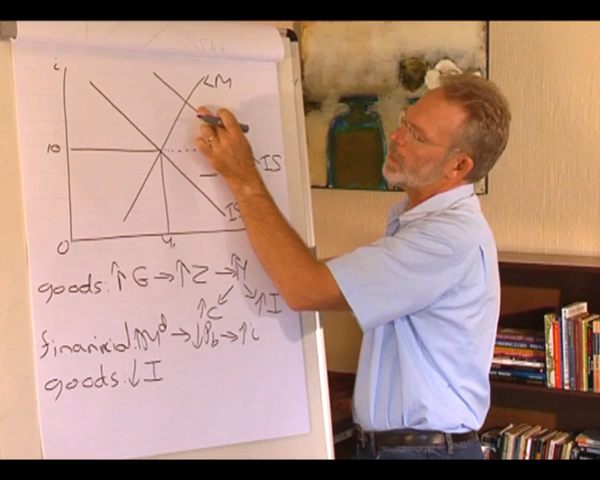 i
LM
10
IS
IS
0
Y₁
goods: ↑G → ↑Z → ↑Y
↑C ↑I
financial: ↑Mᵈ → ↓Pb → ↑i
goods: ↓I